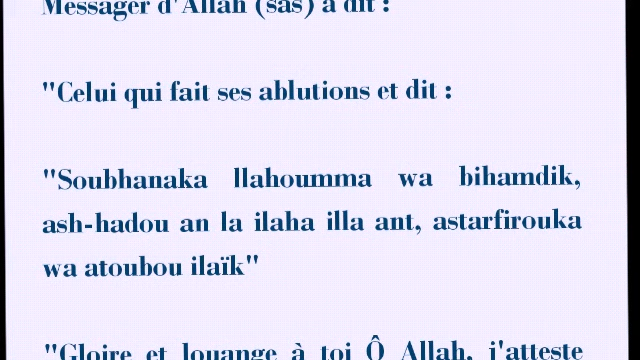 Messager d'Allah (sas) a dit :
"Celui qui fait ses ablutions et dit :
"Soubhanaka llahoumma wa bihamdik,
ash-hadou an la ilaha illa ant, astarfirouka
wa atoubou ilaïk"
"Gloire et louange à toi Ô Allah, j'atteste